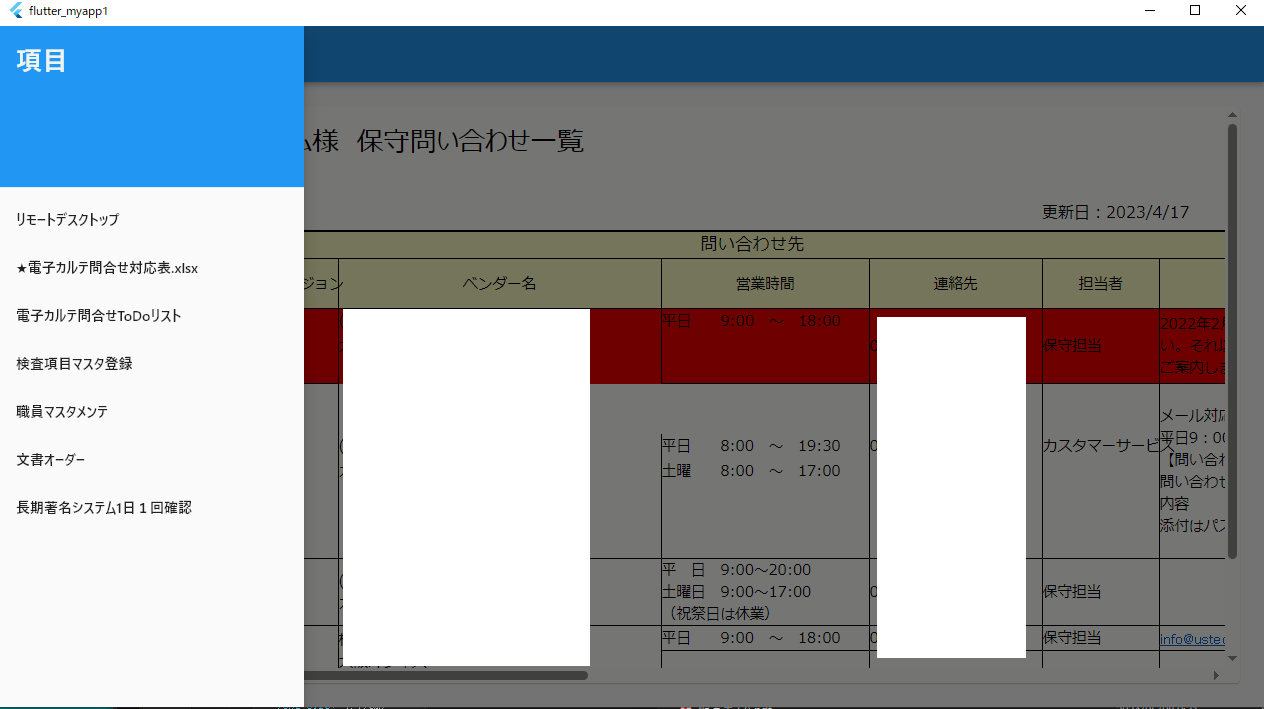 flutter_myapp1
項目
リモートデスクトップ
★電子カルテ問合せ対応表.xlsx
電子カルテ問合せToDoリスト
検査項目マスタ登録
職員マスタメンテ
文書オーダー
長期著名システム1日１回確認
様 保守問い合わせ一覧
更新日：2023/4/17
問い合わせ先
ジョン ベンダー名 営業時間 連絡先 担当者
平日 9:00 ～ 18:00 保守担当
2022年2
い。それ
ご案内し
平日 8:00 ～ 19:30 カスタマーサービス
土曜 8:00 ～ 17:00
メール対応
平日9：00
【問い合わ
問い合わせ
内容
添付はパス
平 日 9:00～20:00
土曜日 9:00～17:00 保守担当
（祝祭日は休業）
平日 9:00 ～ 18:00 保守担当 info@ustec